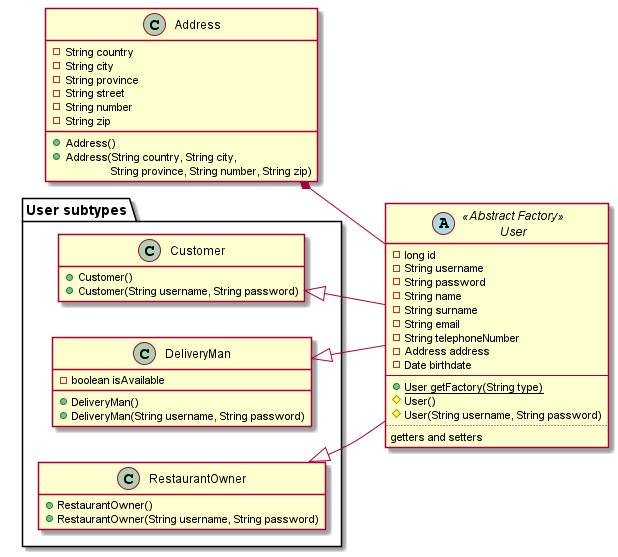 C Address
String country
String city
String province
String street
String number
String zip
Address()
Address(String country, String city,
String province, String number, String zip)
User subtypes
C Customer
Customer()
Customer(String username, String password)
C DeliveryMan
boolean isAvailable
DeliveryMan()
DeliveryMan(String username, String password)
C RestaurantOwner
RestaurantOwner()
RestaurantOwner(String username, String password)
A «Abstract Factory»
User
long id
String username
String password
String name
String surname
String email
String telephoneNumber
Address address
Date birthdate
User getFactory(String type)
User()
User(String username, String password)
getters and setters